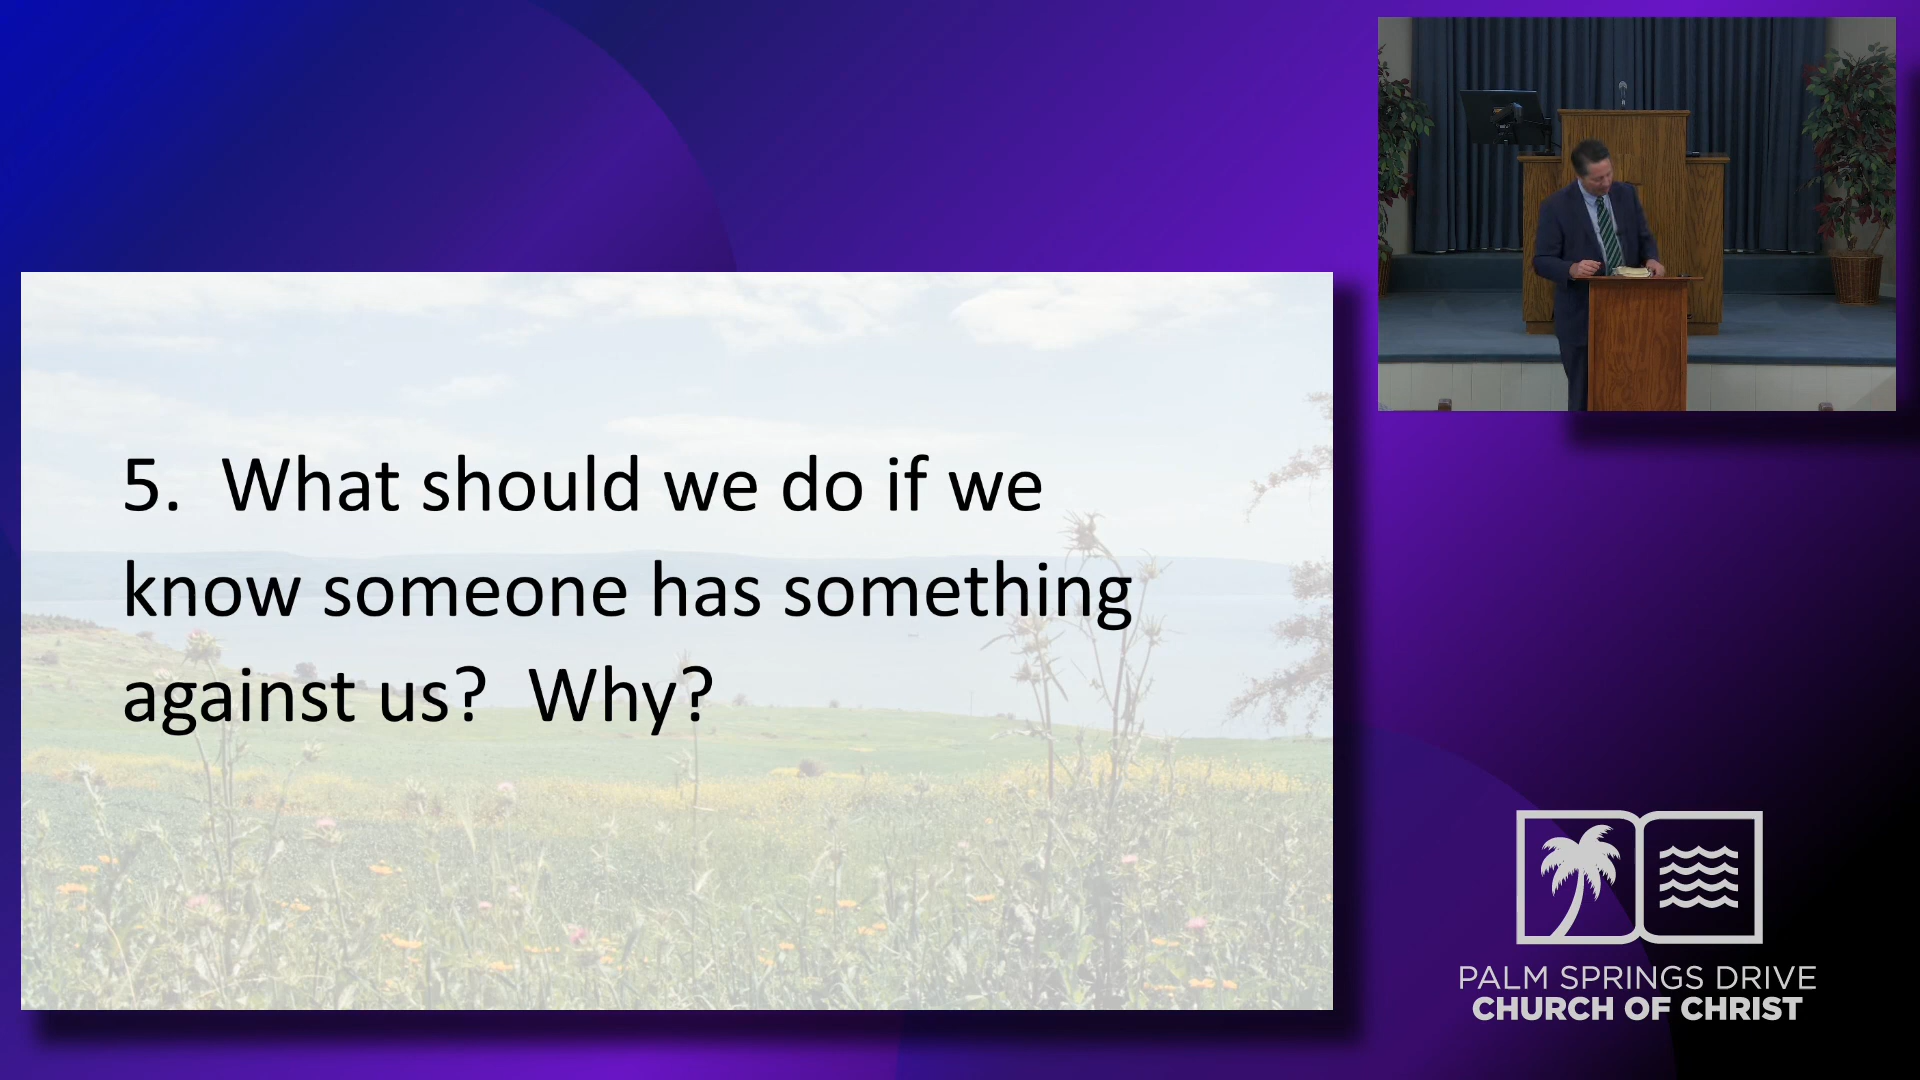 5.  What should we do if we
know someone has something
against us?  Why?
PALM SPRINGS DRIVE
CHURCH OF CHRIST